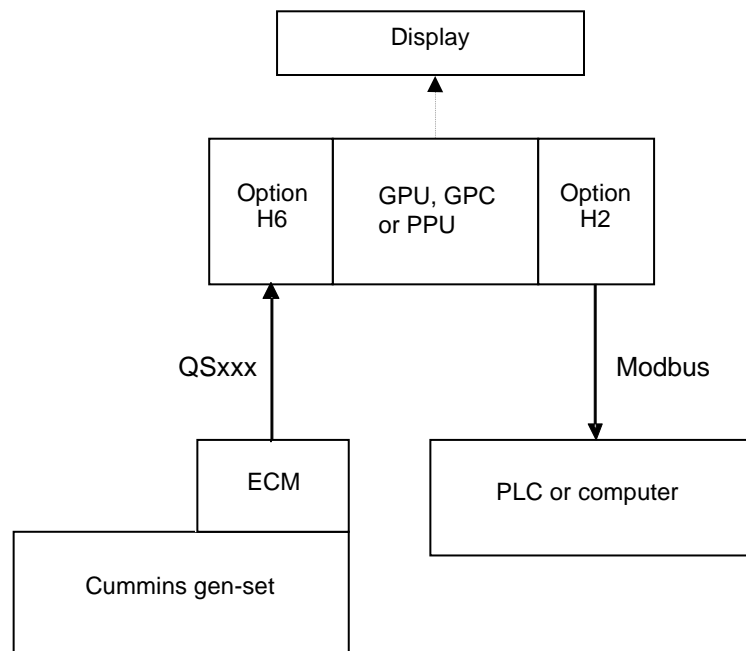 Display
Option
H6
GPU, GPC
or PPU
Option
H2
QSxxx
Modbus
ECM
PLC or computer
Cummins gen-set